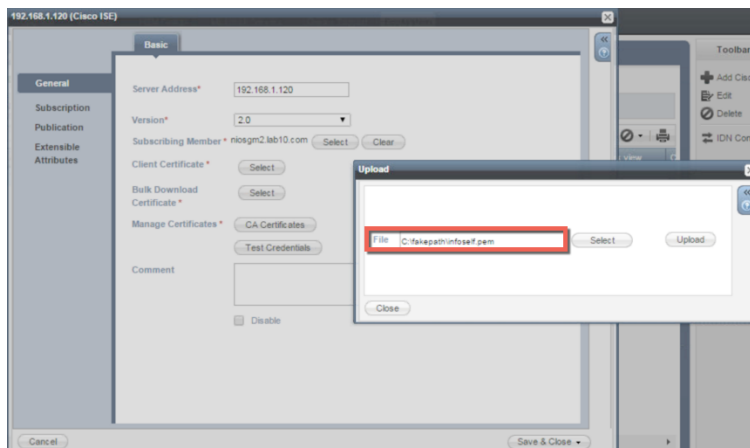 192.168.1.120 (Cisco ISE)
Basic
Toolbar
General
Subscription
Publication
Extensible
Attributes
Server Address*
192.168.1.120
Version*
2.0
Subscribing Member *
niosgm2.lab10.com
Select
Clear
Client Certificate *
Select
Bulk Download
Certificate *
Select
Manage Certificates *
CA Certificates
Test Credentials
Comment
Disable
Add Cisc
Edit
Delete
IDN Con
view
Upload
File
C:\fakepath\infoself.pem
Select
Upload
Close
Cancel
Save & Close